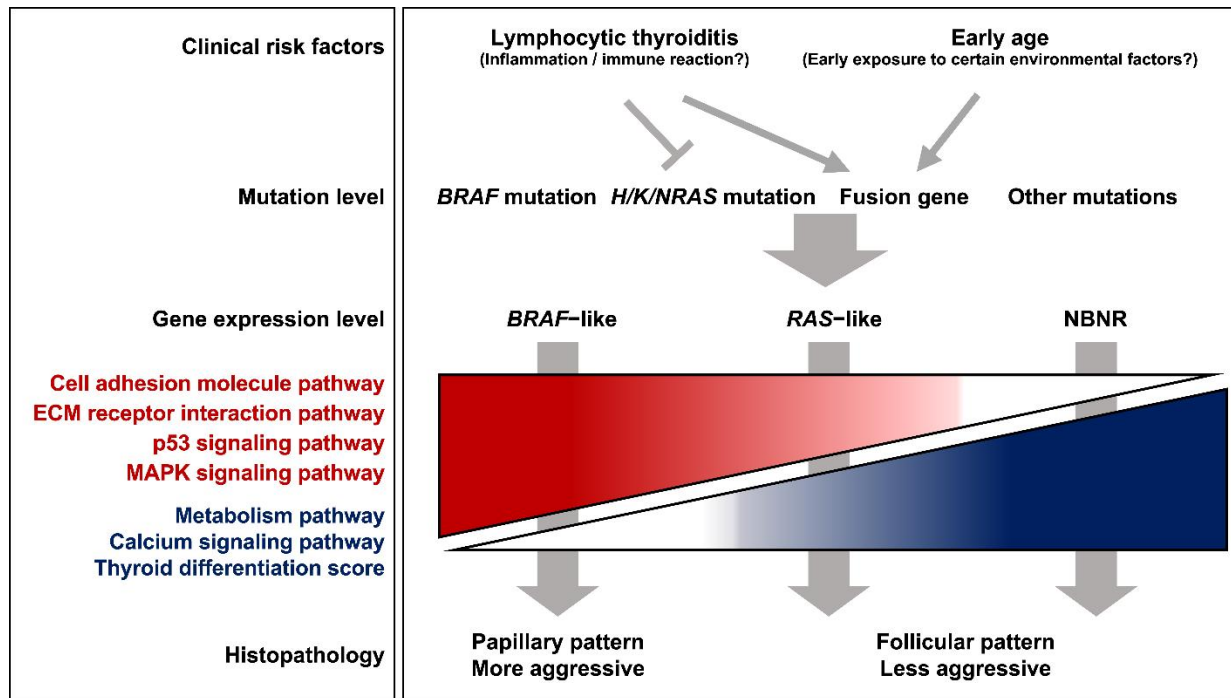 Clinical risk factors
Lymphocytic thyroiditis
(Inflammation / immune reaction?)
Early age
(Early exposure to certain environmental factors?)
Mutation level
BRAF mutation
H/K/NRAS mutation
Fusion gene
Other mutations
Gene expression level
BRAF−like
RAS−like
NBNR
Cell adhesion molecule pathway
ECM receptor interaction pathway
p53 signaling pathway
MAPK signaling pathway
Metabolism pathway
Calcium signaling pathway
Thyroid differentiation score
Histopathology
Papillary pattern
More aggressive
Follicular pattern
Less aggressive